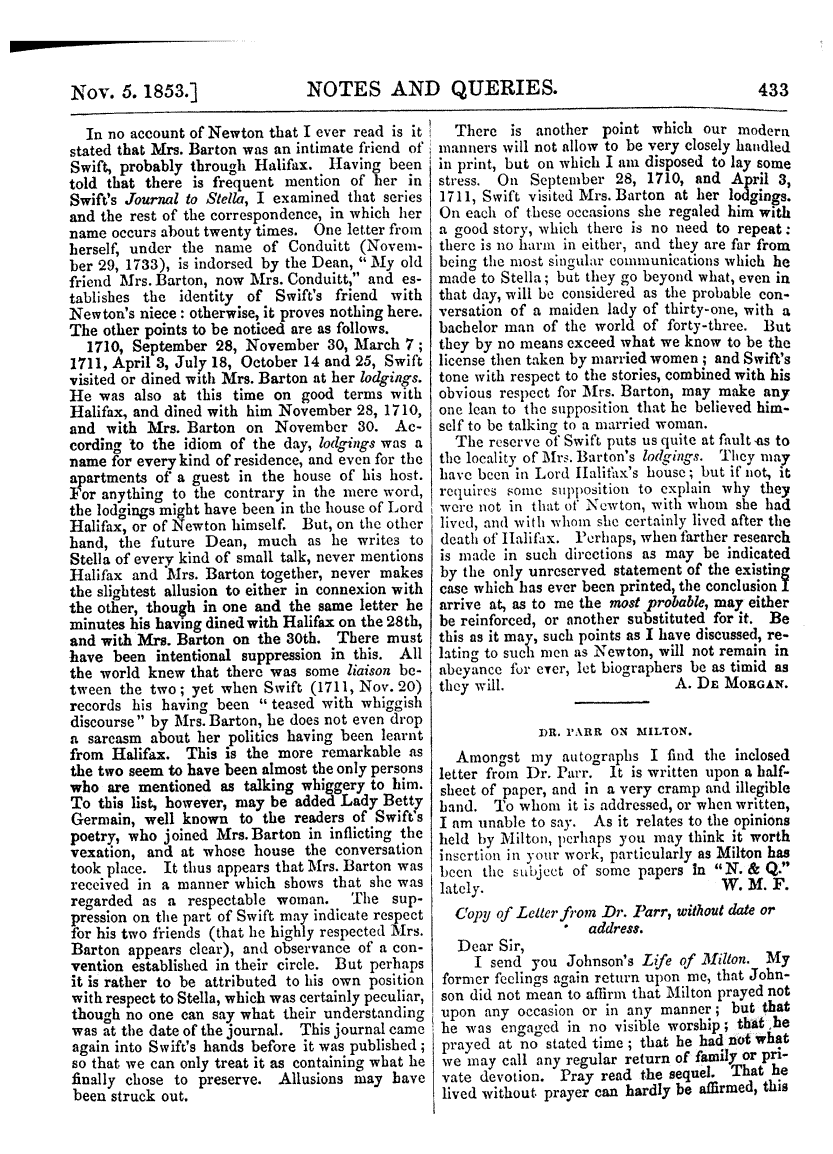 Nov. 5. 1853.] NOTES AND QUERIES. 433
In no account of Newton that I ever read is it
stated that Mrs. Barton was an intimate friend of
Swift, probably through Halifax. Having been
told that there is frequent mention of her in
Swift's Journal to Stella, I examined that series
and the rest of the correspondence, in which her
name occurs about twenty times. One letter from
herself, under the name of Conduitt (Novem-
ber 29, 1733), is indorsed by the Dean, "My old
friend Mrs. Barton, now Mrs. Conduitt," and es-
tablishes the identity of Swift's friend with
Newton's niece: otherwise, it proves nothing here.
The other points to be noticed are as follows.
1710, September 28, November 30, March 7;
1711, April 3, July 18, October 14 and 25, Swift
visited or dined with Mrs. Barton at her lodgings.
He was also at this time on good terms with
Halifax, and dined with him November 28, 1710,
and with Mrs. Barton on November 30. Ac-
cording to the idiom of the day, lodgings was a
name for every kind of residence, and even for the
apartments of a guest in the house of his host.
For anything to the contrary in the mere word,
the lodgings might have been in the house of Lord
Halifax, or of Newton himself. But, on the other
hand, the future Dean, much as he writes to
Stella of every kind of small talk, never mentions
Halifax and Mrs. Barton together, never makes
the slightest allusion to either in connexion with
the other, though in one and the same letter he
minutes his having dined with Halifax on the 28th,
and with Mrs. Barton on the 30th. There must
have been intentional suppression in this. All
the world knew that there was some liaison be-
tween the two; yet when Swift (1711, Nov. 20)
records his having been "teased with whiggish
discourse" by Mrs. Barton, he does not even drop
a sarcasm about her politics having been learnt
from Halifax. This is the more remarkable as
the two seem to have been almost the only persons
who are mentioned as talking whiggery to him.
To this list, however, may be added Lady Betty
Germain, well known to the readers of Swift's
poetry, who joined Mrs. Barton in inflicting the
vexation, and at whose house the conversation
took place. It thus appears that Mrs. Barton was
received in a manner which shows that she was
regarded as a respectable woman. The sup-
pression on the part of Swift may indicate respect
for his two friends (that he highly respected Mrs.
Barton appears clear), and observance of a con-
vention established in their circle. But perhaps
it is rather to be attributed to his own position
with respect to Stella, which was certainly peculiar,
though no one can say what their understanding
was at the date of the journal. This journal came
again into Swift's hands before it was published;
so that we can only treat it as containing what he
finally chose to preserve. Allusions may have
been struck out.
There is another point which our modern
manners will not allow to be very closely handled
in print, but on which I am disposed to lay some
stress. On September 28, 1710, and April 3,
1711, Swift visited Mrs. Barton at her lodgings.
On each of these occasions she regaled him with
a good story, which there is no need to repeat:
there is no harm in either, and they are far from
being the most singular communications which he
made to Stella; but they go beyond what, even in
that day, will be considered as the probable con-
versation of a maiden lady of thirty-one, with a
bachelor man of the world of forty-three. But
they by no means exceed what we know to be the
license then taken by married women; and Swift's
tone with respect to the stories, combined with his
obvious respect for Mrs. Barton, may make any
one lean to the supposition that he believed him-
self to be talking to a married woman.
The reserve of Swift puts us quite at fault as to
the locality of Mrs. Barton's lodgings. They may
have been in Lord Halifax's house; but if not, it
requires some supposition to explain why they
were not in that of Newton, with whom she had
lived, and with whom she certainly lived after the
death of Halifax. Perhaps, when farther research
is made in such directions as may be indicated
by the only unreserved statement of the existing
case which has ever been printed, the conclusion I
arrive at, as to me the most probable, may either
be reinforced, or another substituted for it. Be
this as it may, such points as I have discussed, re-
lating to such men as Newton, will not remain in
abeyance for ever, let biographers be as timid as
they will. A. De Morgan.
DR. PARR ON MILTON.
Amongst my autographs I find the inclosed
letter from Dr. Parr. It is written upon a half-
sheet of paper, and in a very cramp and illegible
hand. To whom it is addressed, or when written,
I am unable to say. As it relates to the opinions
held by Milton, perhaps you may think it worth
insertion in your work, particularly as Milton has
been the subject of some papers in "N. & Q."
lately. W. M. F.
Copy of Letter from Dr. Parr, without date or
address.
Dear Sir,
I send you Johnson's Life of Milton. My
former feelings again return upon me, that John-
son did not mean to affirm that Milton prayed not
upon any occasion or in any manner; but that
he was engaged in no visible worship; that he
prayed at no stated time; that he had not what
we may call any regular return of family or pri-
vate devotion. Pray read the sequel. That he
lived without prayer can hardly be affirmed, this